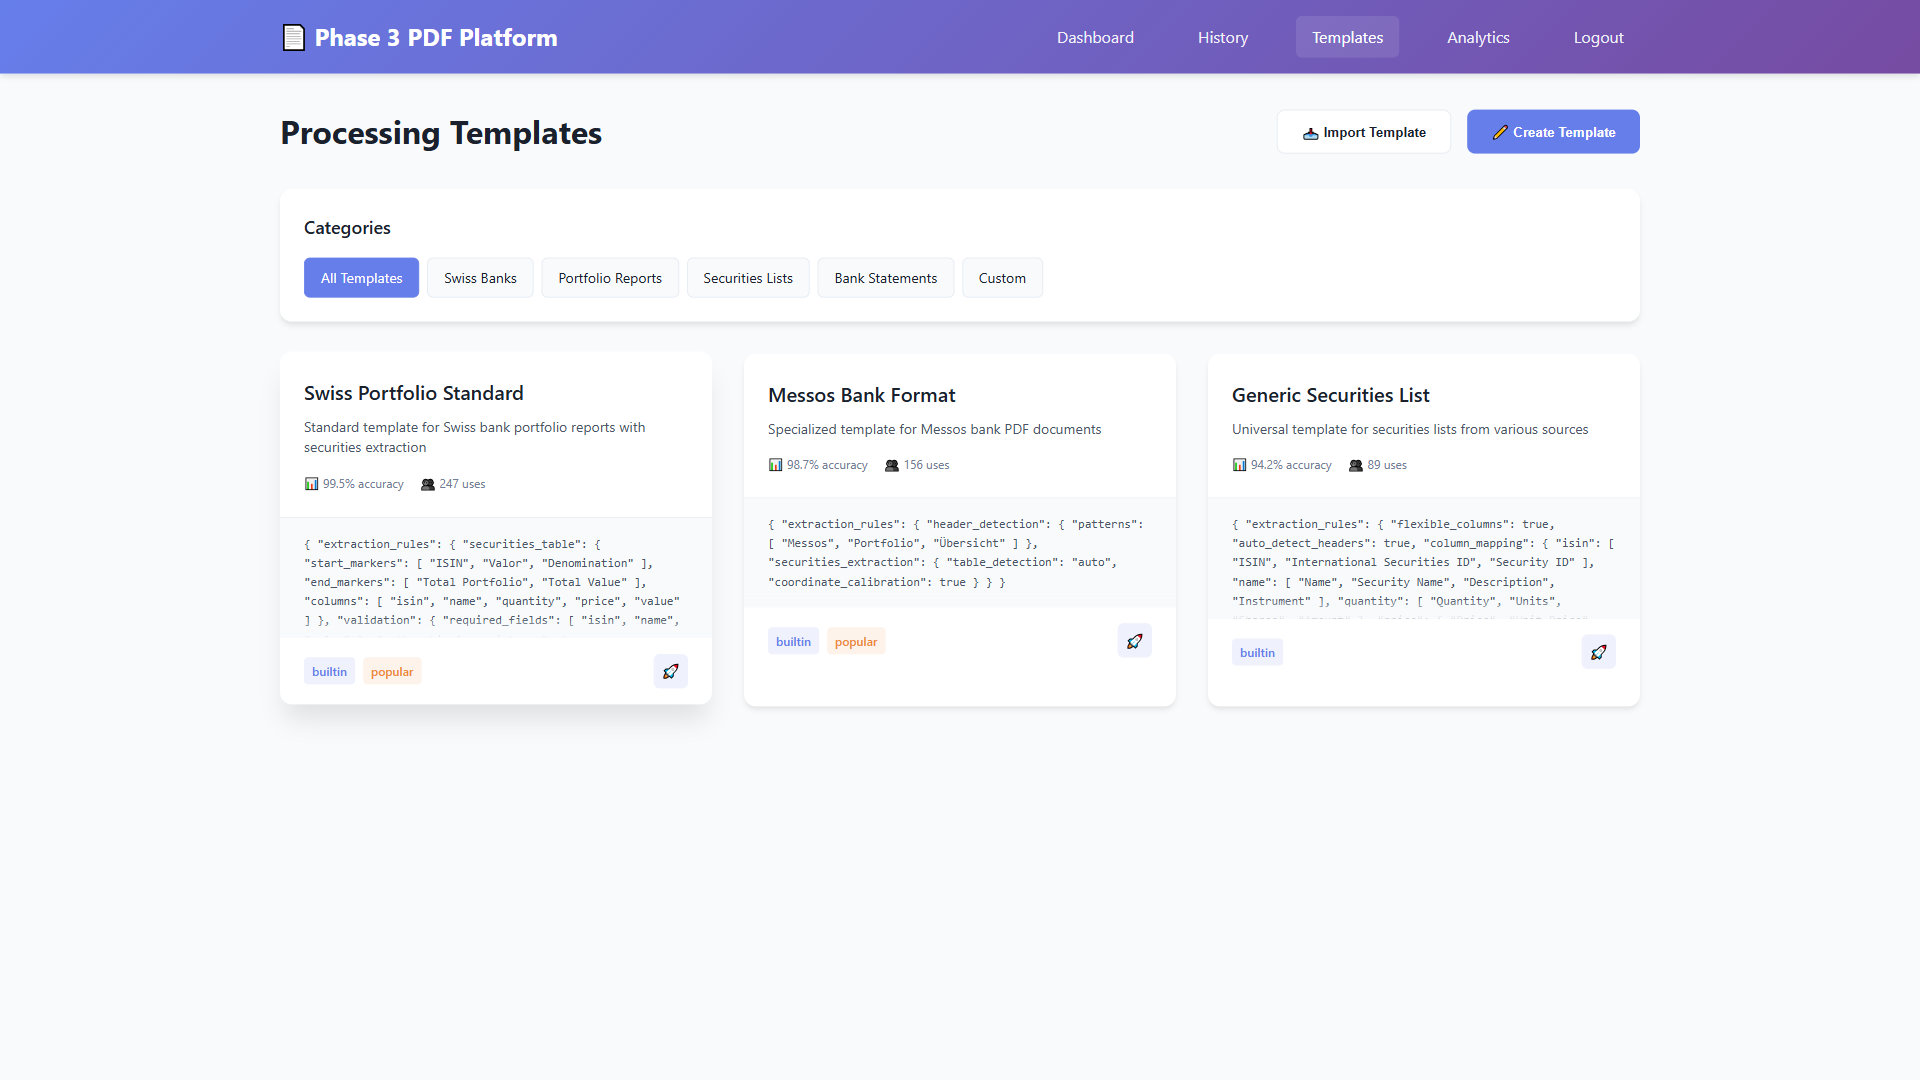 Phase 3 PDF Platform
Dashboard
History
Templates
Analytics
Logout
Processing Templates
Import Template
Create Template
Categories
All Templates
Swiss Banks
Portfolio Reports
Securities Lists
Bank Statements
Custom
Swiss Portfolio Standard
Standard template for Swiss bank portfolio reports with
securities extraction
99.5% accuracy
247 uses
{ "extraction_rules": { "securities_table": {
"start_markers": [ "ISIN", "Valor", "Denomination" ],
"end_markers": [ "Total Portfolio", "Total Value" ],
"columns": [ "isin", "name", "quantity", "price", "value"
] }, "validation": { "required_fields": [ "isin", "name",
builtin
popular
Messos Bank Format
Specialized template for Messos bank PDF documents
98.7% accuracy
156 uses
{ "extraction_rules": { "header_detection": { "patterns":
[ "Messos", "Portfolio", "Übersicht" ] },
"securities_extraction": { "table_detection": "auto",
"coordinate_calibration": true } } }
builtin
popular
Generic Securities List
Universal template for securities lists from various sources
94.2% accuracy
89 uses
{ "extraction_rules": { "flexible_columns": true,
"auto_detect_headers": true, "column_mapping": { "isin": [
"ISIN", "International Securities ID", "Security ID" ],
"name": [ "Name", "Security Name", "Description",
"Instrument" ], "quantity": [ "Quantity", "Units",
builtin